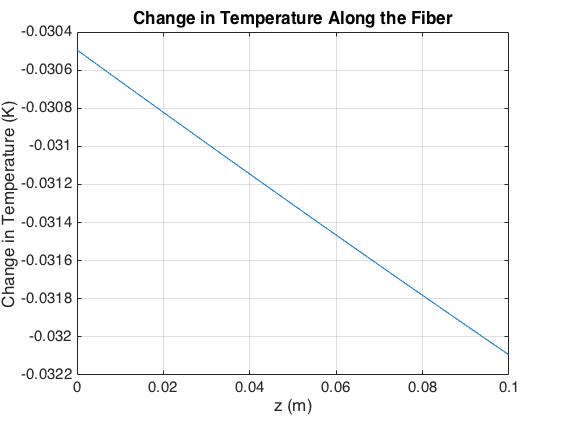 Change in Temperature Along the Fiber
-0.0304
-0.0306
-0.0308
-0.031
-0.0312
-0.0314
-0.0316
-0.0318
-0.032
-0.0322
Change in Temperature (K)
0 0.02 0.04 0.06 0.08 0.1
z (m)